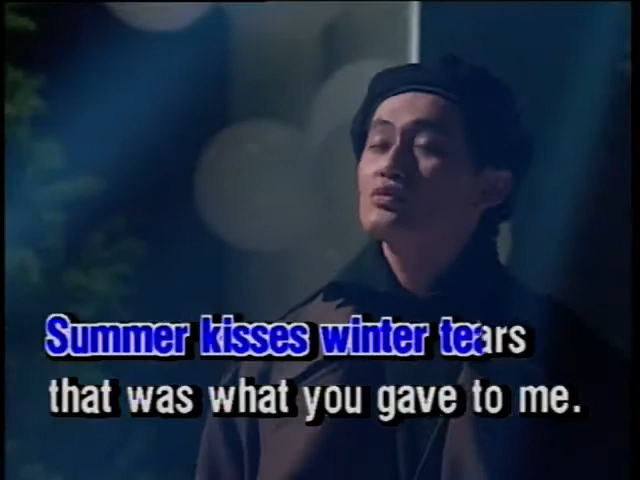 Summer kisses winter tears
that was what you gave to me.